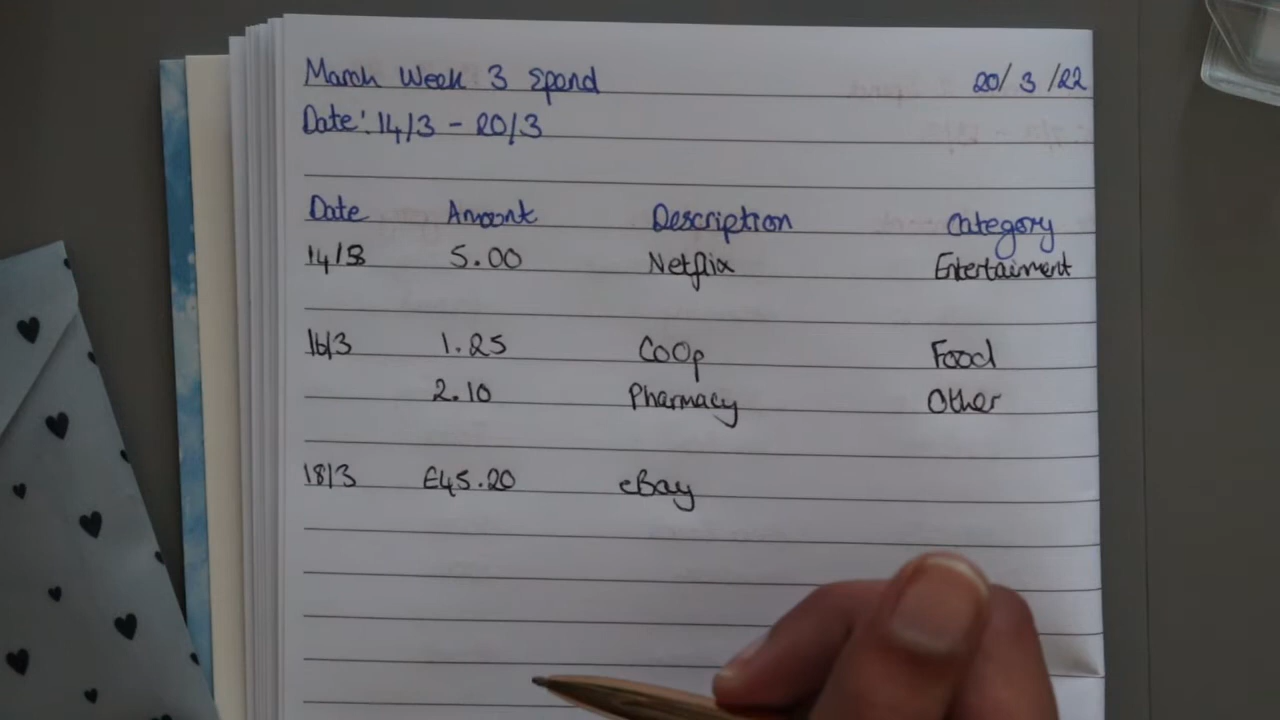 March Week 3 Spend 20/3/22
Date: 14/3 - 20/3
Date Amount Description Category
14/3 5.00 Netflix Entertaiment
16/3 1.25 CoOp Food
2.10 Pharmacy Other
18/3 £45.20 eBay